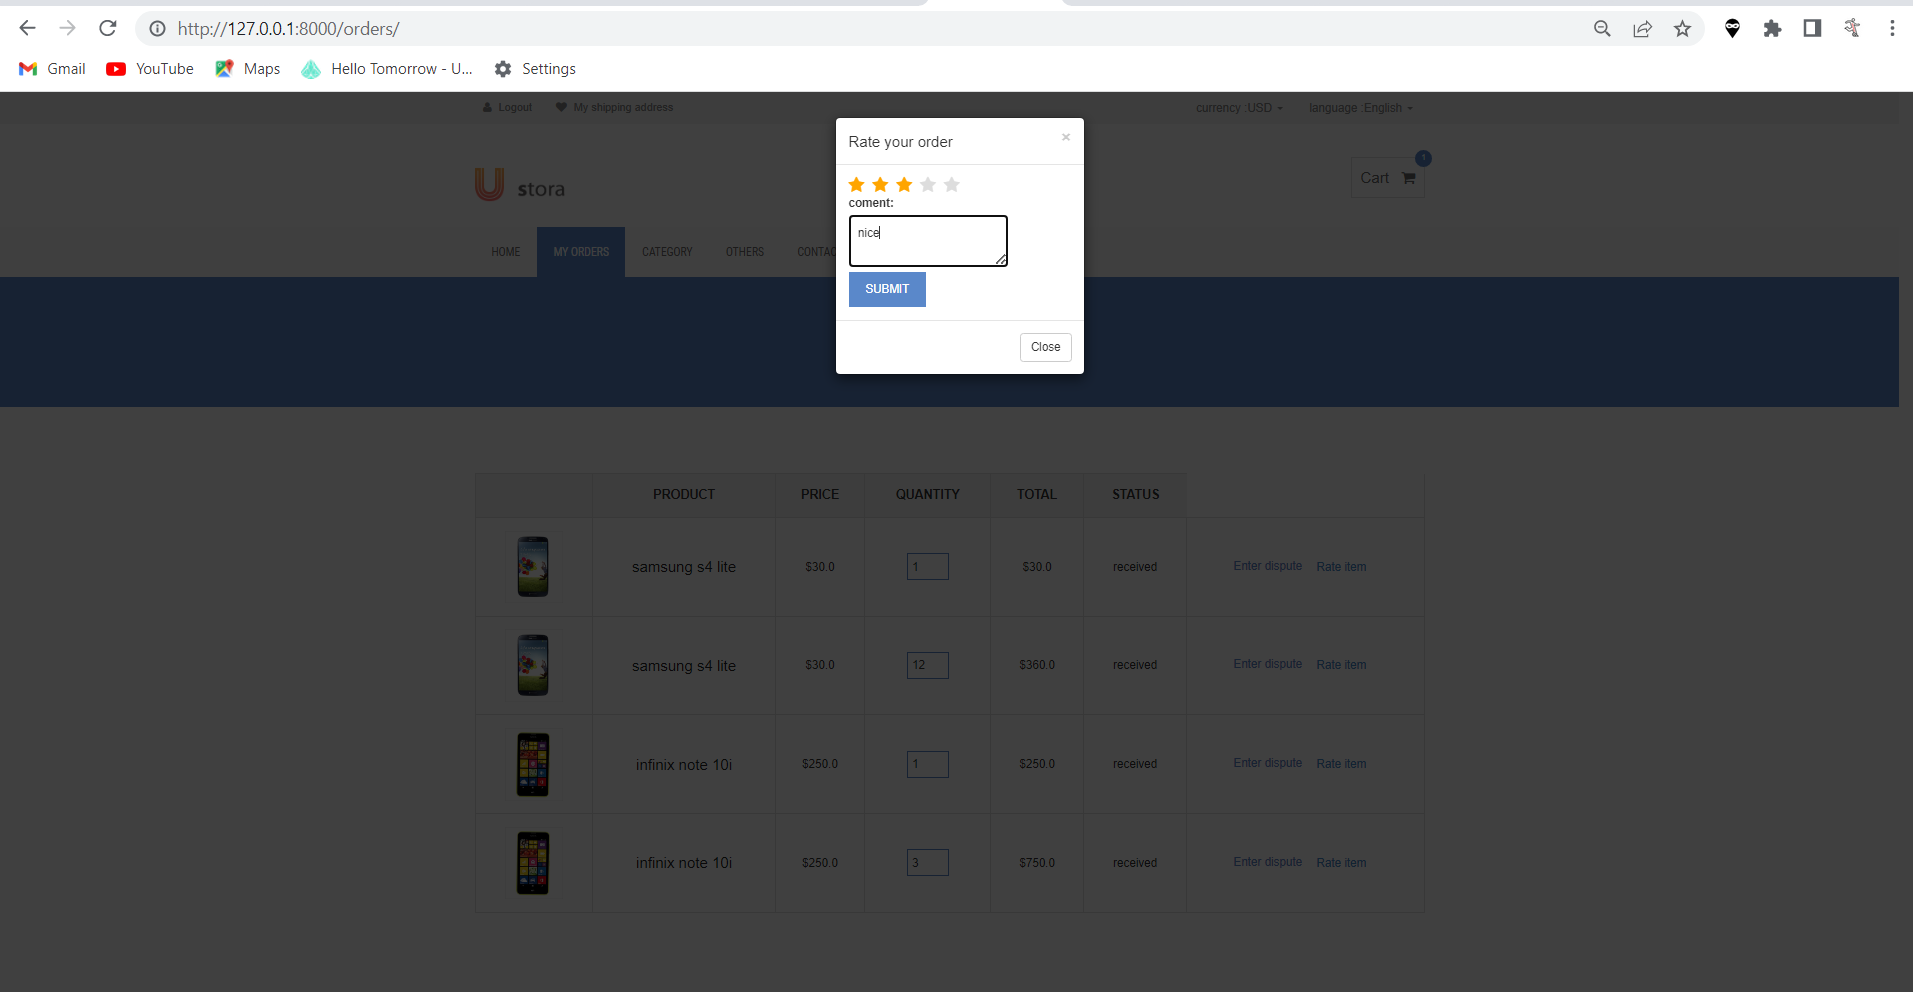 http://127.0.0.1:8000/orders/
Gmail YouTube Maps Hello Tomorrow - U... Settings
Logout My shipping address currency :USD language :English
Rate your order ×
U stora
1
Cart
coment:
nice
SUBMIT
HOME MY ORDERS CATEGORY OTHERS CONTAC
Close
PRODUCT PRICE QUANTITY TOTAL STATUS
samsung s4 lite $30.0 1 $30.0 received Enter dispute Rate item
samsung s4 lite $30.0 12 $360.0 received Enter dispute Rate item
infinix note 10i $250.0 1 $250.0 received Enter dispute Rate item
infinix note 10i $250.0 3 $750.0 received Enter dispute Rate item